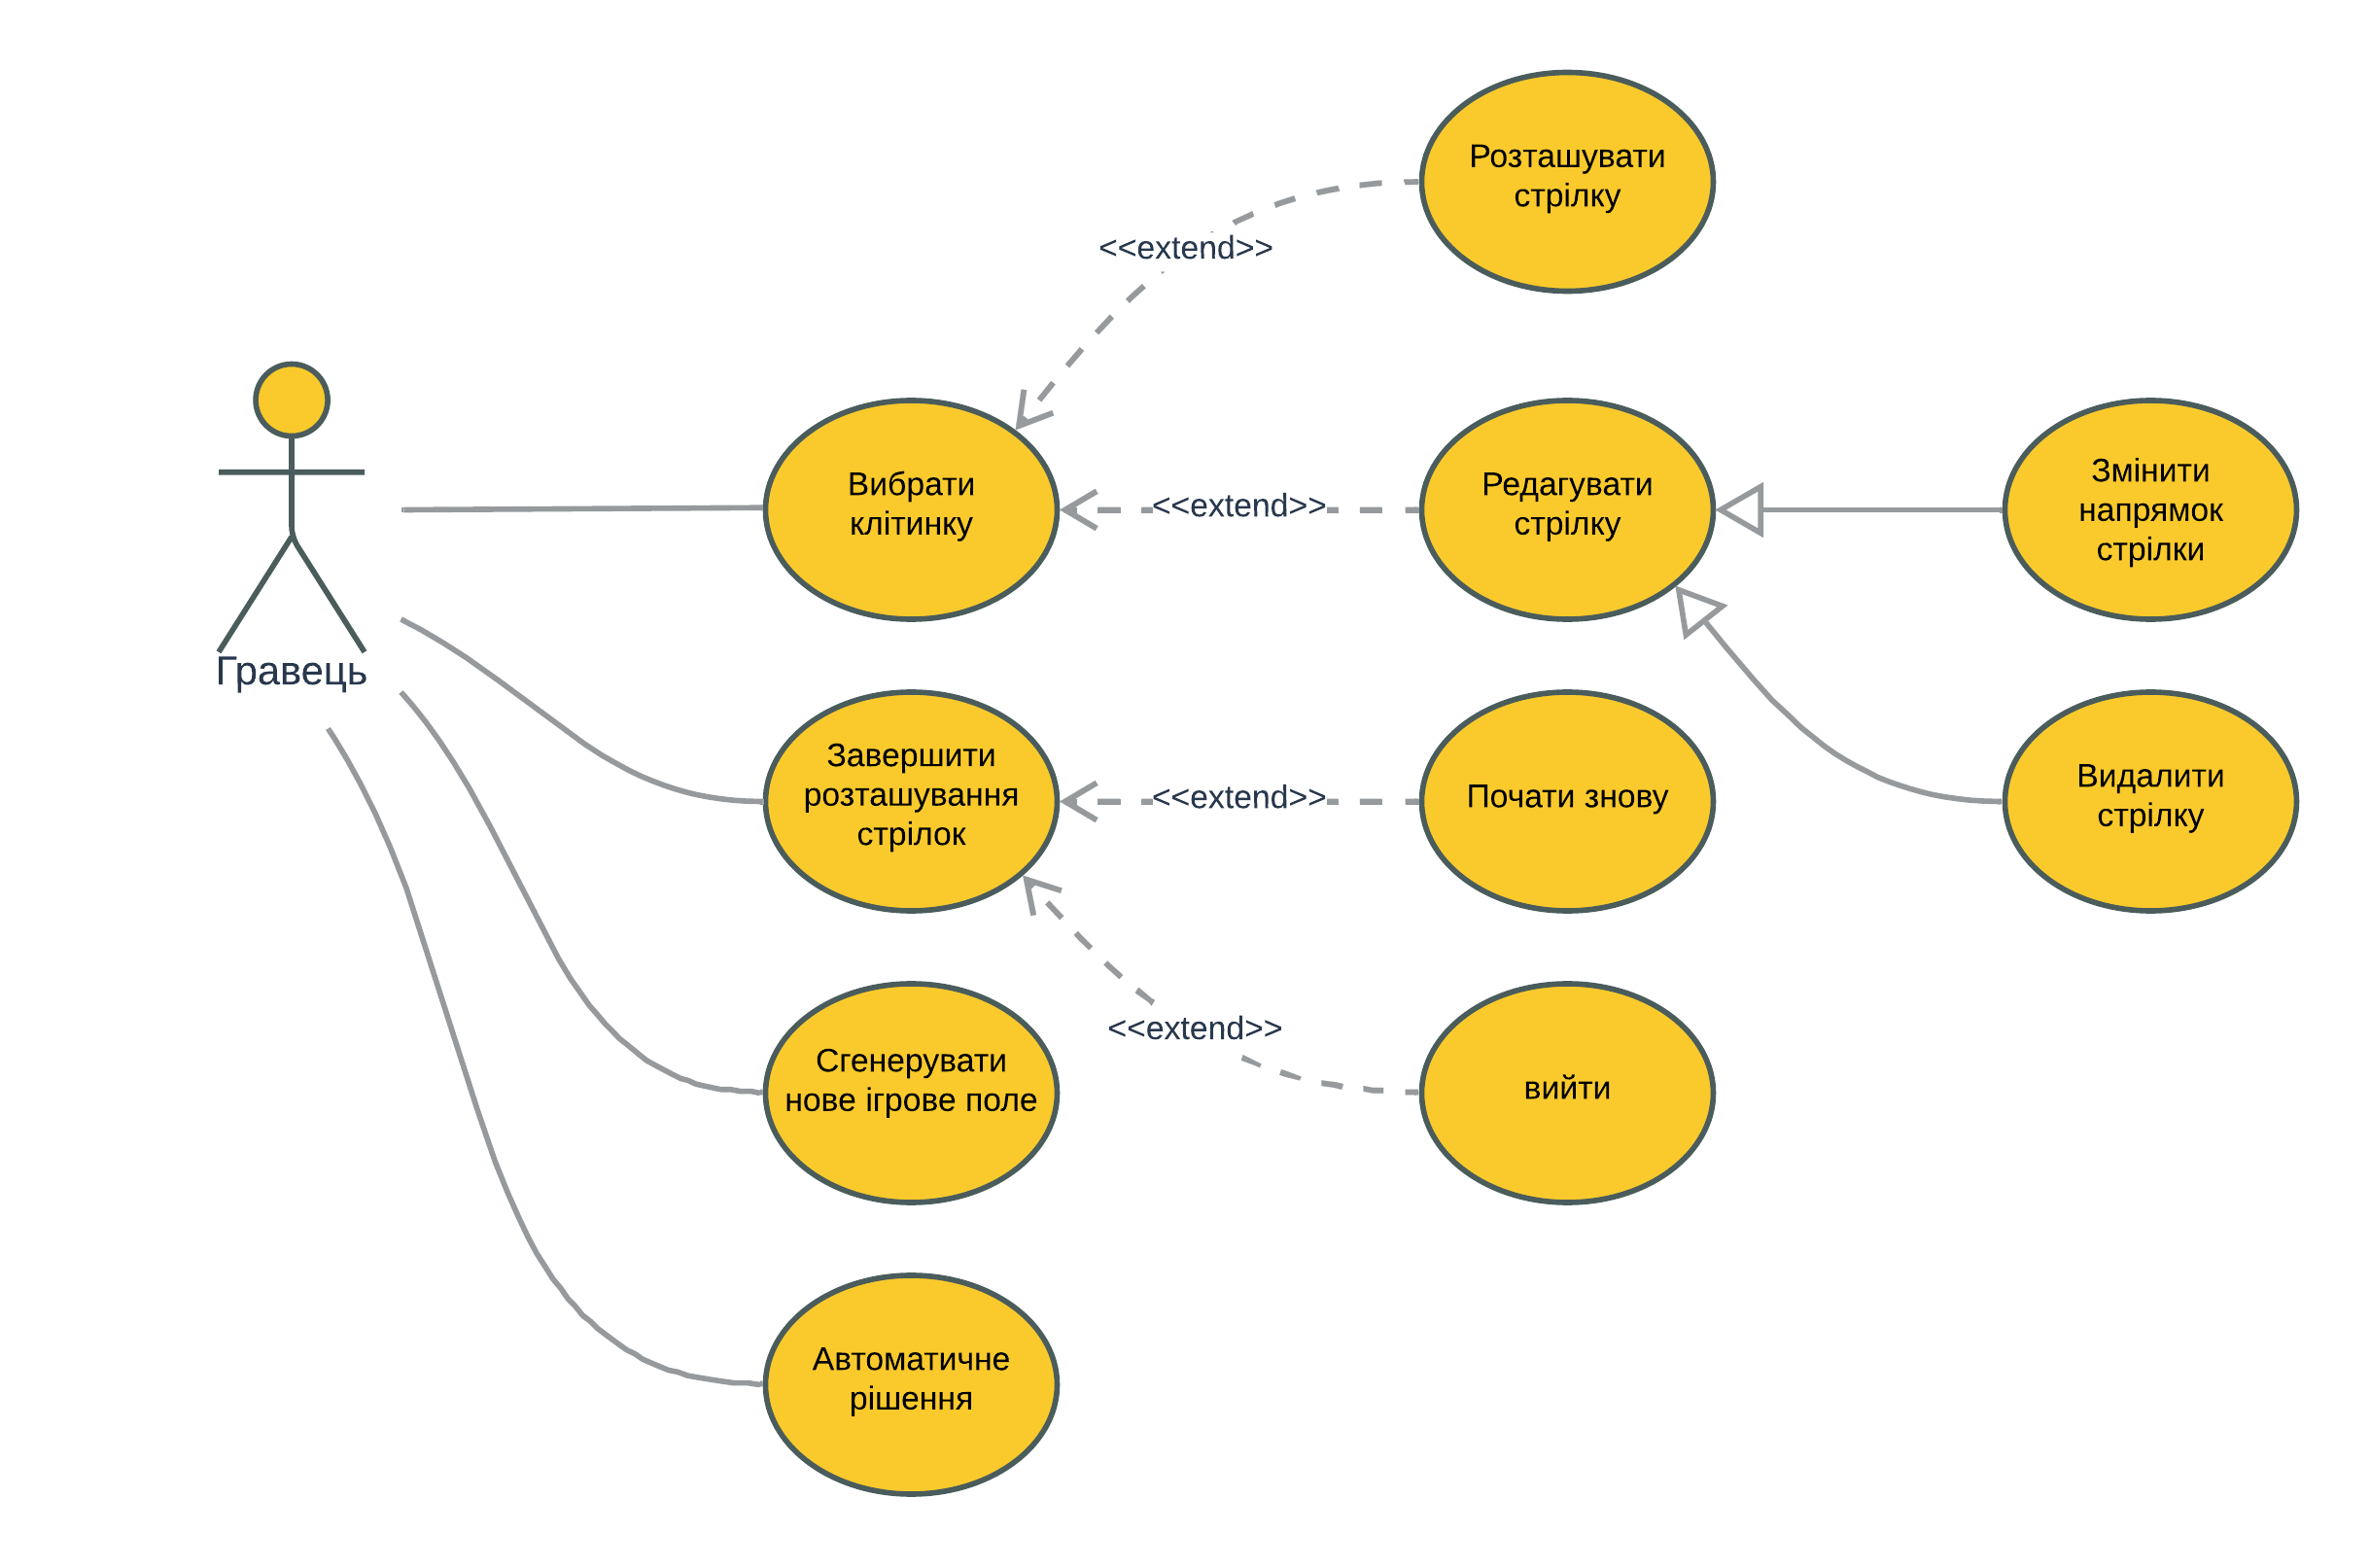 Розташувати
стрілку
<<extend>>
Вибрати
клітинку
<<extend>>
Редагувати
стрілку
Змінити
напрямок
стрілки
Гравець
Завершити
розташування
стрілок
<<extend>>
Почати знову
Видалити
стрілку
<<extend>>
Сгенерувати
нове ігрове поле
вийти
Автоматичне
рішення